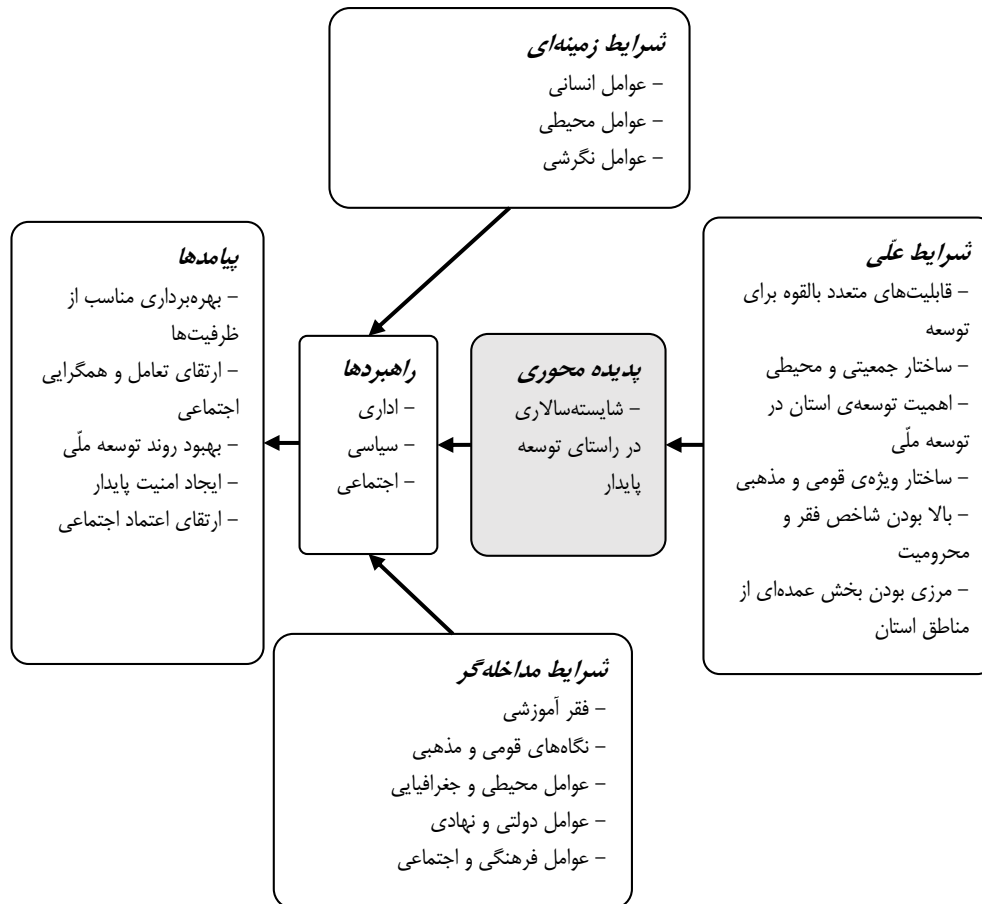 شرایط زمینه‌ای
- عوامل انسانی
- عوامل محیطی
- عوامل نگرشی
شرایط علّی
- قابلیت‌های متعدد بالقوه برای
توسعه
- ساختار جمعیتی و محیطی
- اهمیت توسعه‌ی استان در
توسعه ملّی
- ساختار ویژه‌ی قومی و مذهبی
- بالا بودن شاخص فقر و
محرومیت
- مرزی بودن بخش عمده‌ای از
مناطق استان
پدیده محوری
- شایسته‌سالاری
در راستای توسعه
پایدار
راهبردها
- اداری
- سیاسی
- اجتماعی
پیامدها
- بهره‌برداری مناسب از
ظرفیت‌ها
- ارتقای تعامل و همگرایی
اجتماعی
- بهبود روند توسعه ملّی
- ایجاد امنیت پایدار
- ارتقای اعتماد اجتماعی
شرایط مداخله‌گر
- فقر آموزشی
- نگاه‌های قومی و مذهبی
- عوامل محیطی و جغرافیایی
- عوامل دولتی و نهادی
- عوامل فرهنگی و اجتماعی